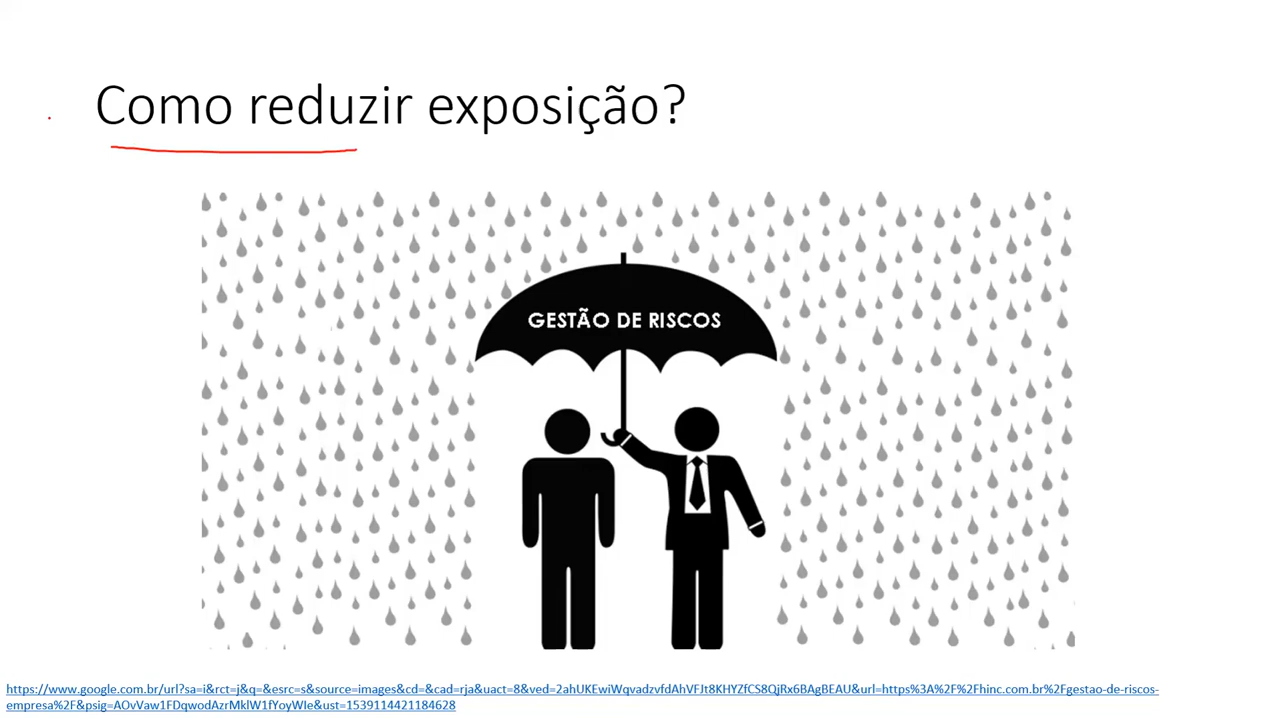 Como reduzir exposição?
GESTÃO DE RISCOS
https://www.google.com.br/url?sa=i&rct=j&q=&esrc=s&source=images&cd=&cad=rja&uact=8&ved=2ahUKEwiWqvadzvfdAhVFJt8KHYZfCS8QjRx6BAgBEAU&url=https%3A%2F%2Fhinc.com.br%2Fgestao-de-riscos-
empresa%2F&psig=AOvVaw1FDqwodAzrMklW1fYoyWIe&ust=1539114421184628